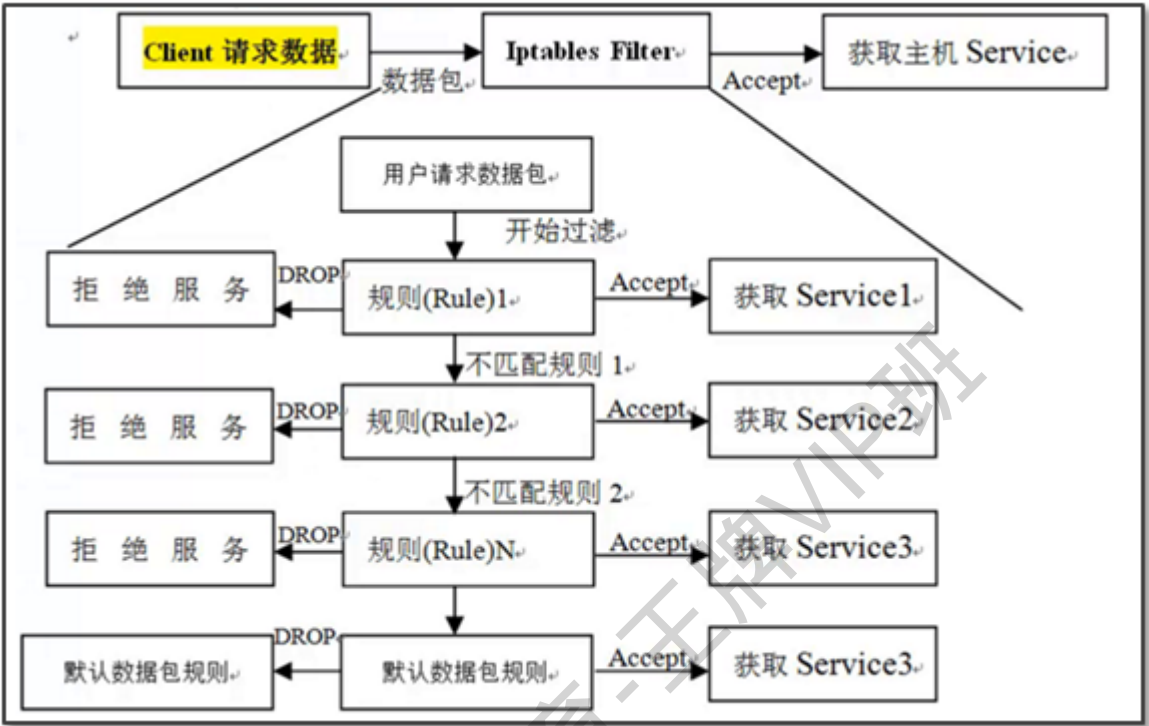 Client 请求数据
Iptables Filter
获取主机 Service
数据包
Accept
用户请求数据包
开始过滤
拒 绝 服 务
DROP
规则(Rule)1
Accept
获取 Service1
不匹配规则 1
拒 绝 服 务
DROP
规则(Rule)2
Accept
获取 Service2
不匹配规则 2
拒 绝 服 务
DROP
规则(Rule)N
Accept
获取 Service3
默认数据包规则
DROP
默认数据包规则
Accept
获取 Service3
育-王牌VIP班